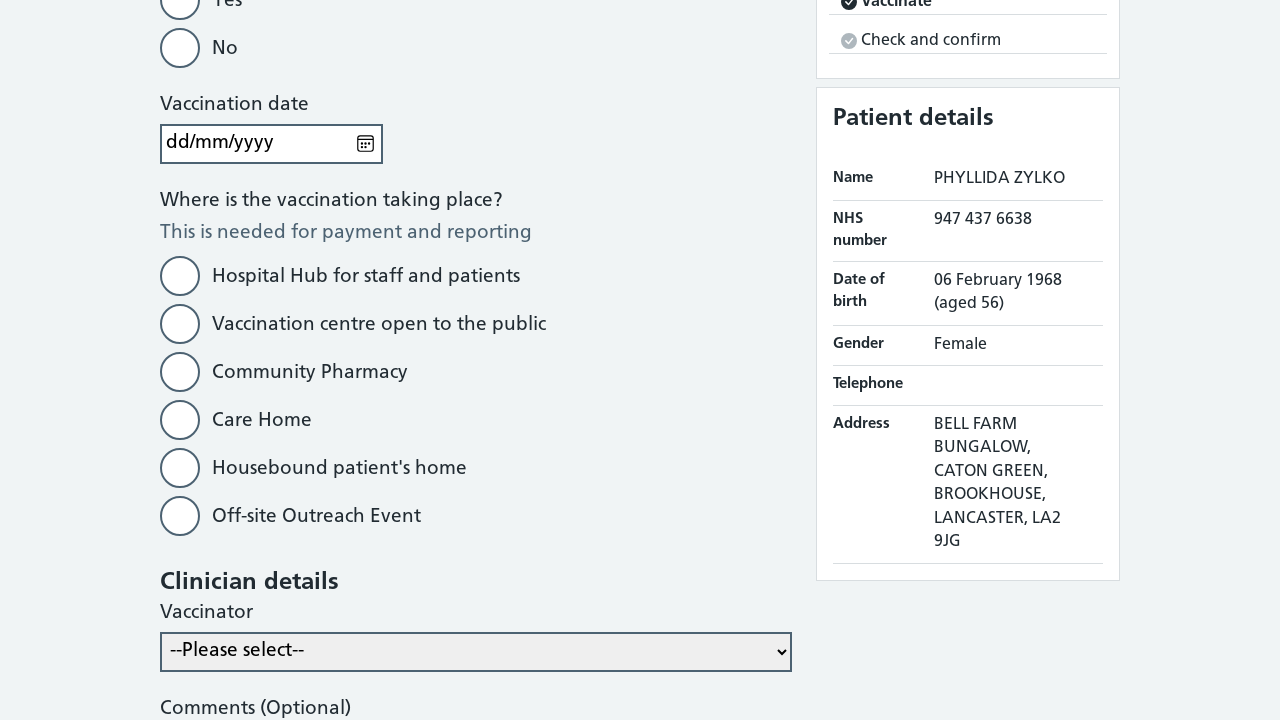 Yes
No
Vaccination date
dd/mm/yyyy
Where is the vaccination taking place?
This is needed for payment and reporting
Hospital Hub for staff and patients
Vaccination centre open to the public
Community Pharmacy
Care Home
Housebound patient's home
Off-site Outreach Event
Clinician details
Vaccinator
--Please select--
Comments (Optional)
Vaccinate
Check and confirm
Patient details
Name PHYLLIDA ZYLKO
NHS number 947 437 6638
Date of birth 06 February 1968
(aged 56)
Gender Female
Telephone
Address BELL FARM
BUNGALOW,
CATON GREEN,
BROOKHOUSE,
LANCASTER, LA2
9JG